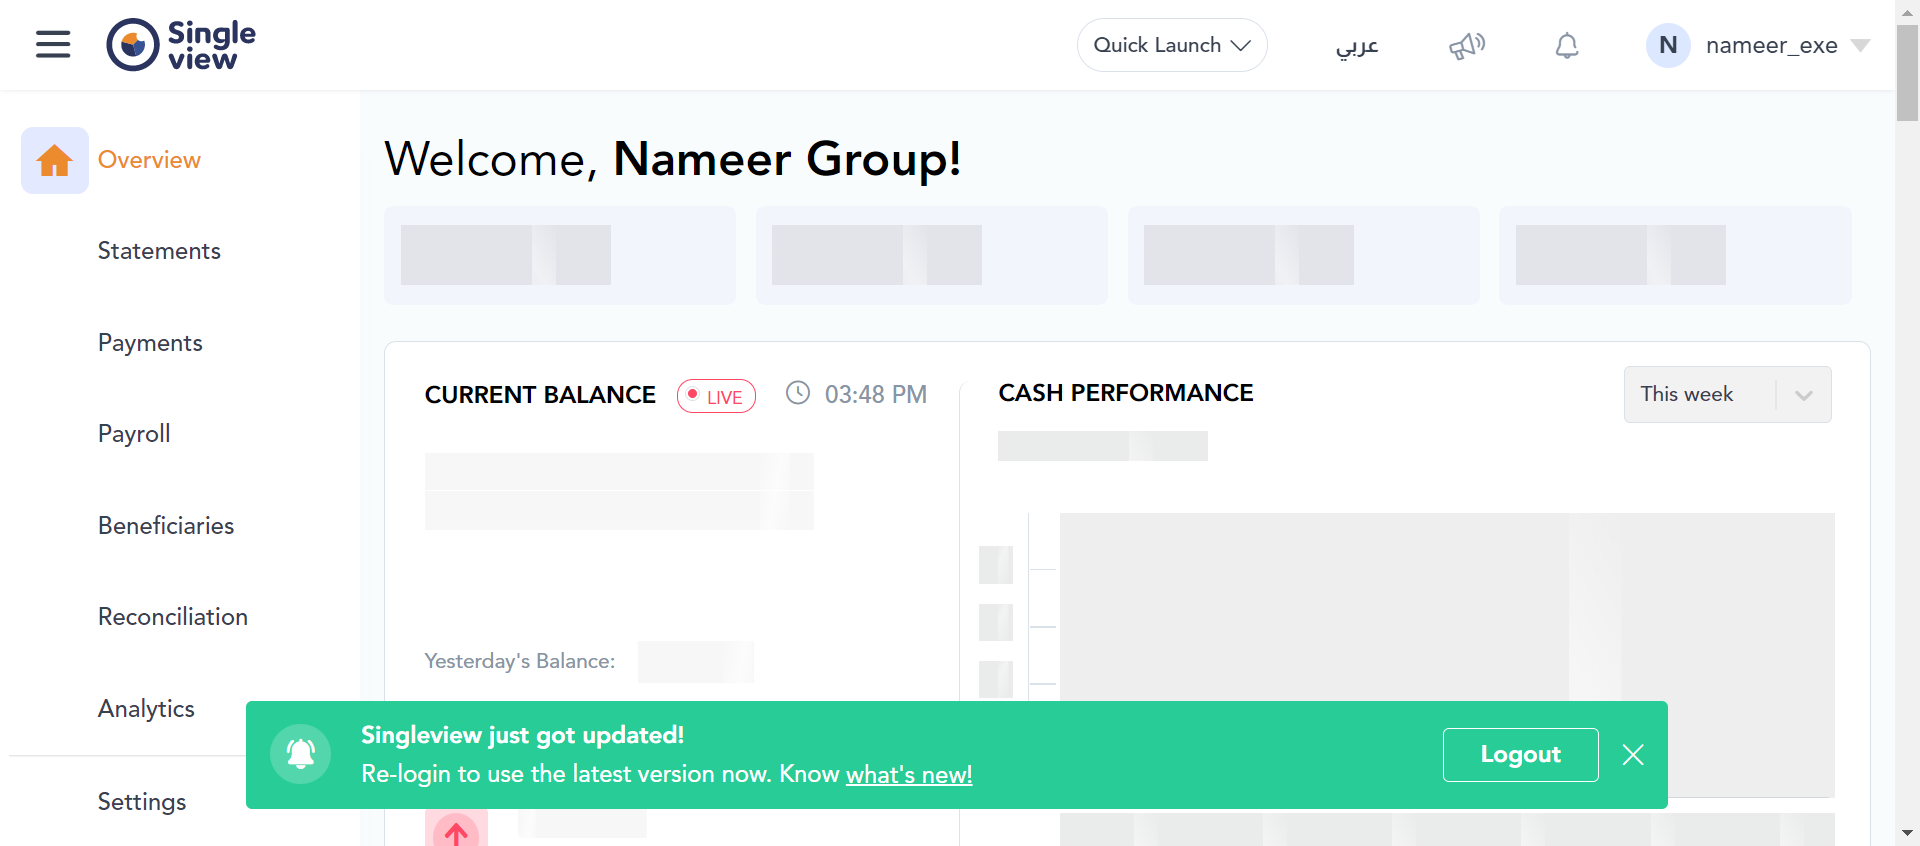 Single
view
Quick Launch
عربي
N
nameer_exe
Overview
Statements
Payments
Payroll
Beneficiaries
Reconciliation
Analytics
Settings
Welcome, Nameer Group!
CURRENT BALANCE
LIVE
03:48 PM
CASH PERFORMANCE
This week
Yesterday's Balance:
Singleview just got updated!
Re-login to use the latest version now. Know what's new!
Logout